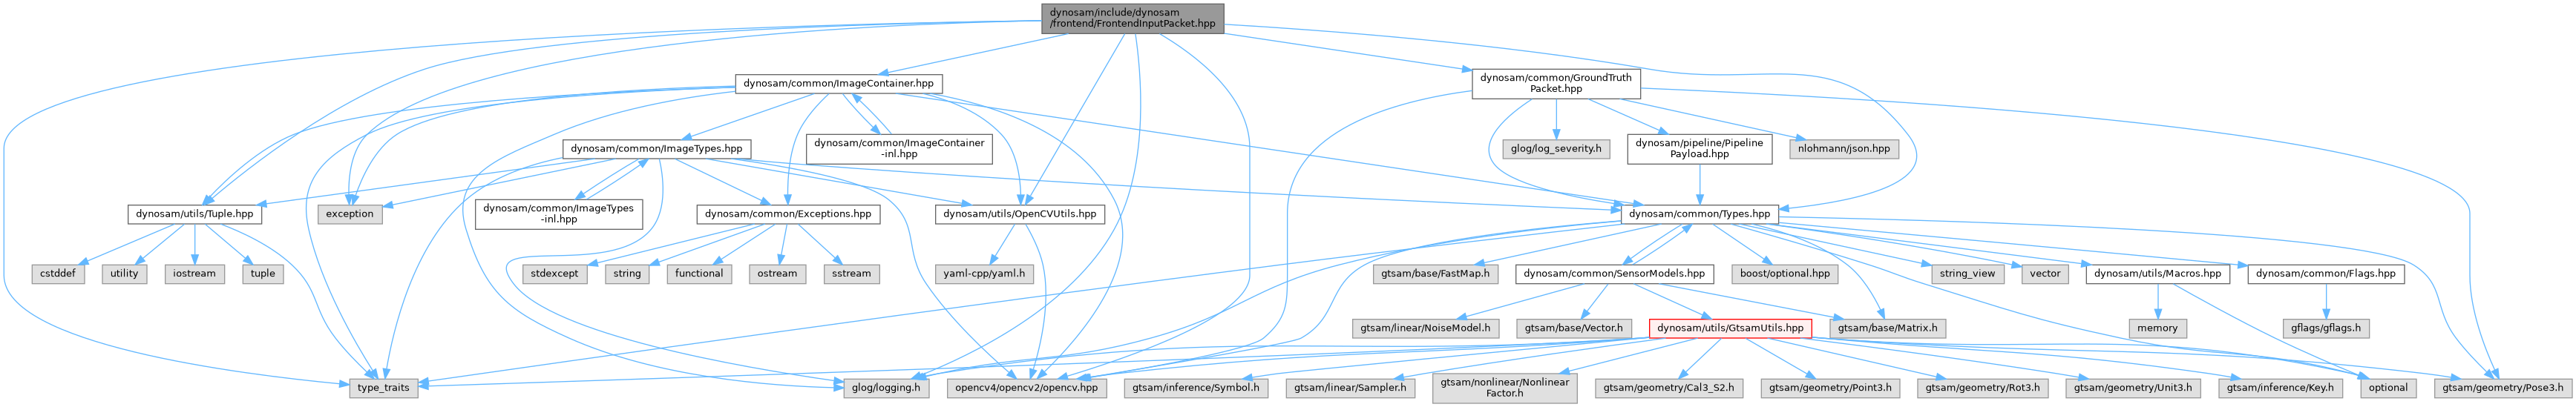 dynosam/include/dynosam
/frontend/FrontendInputPacket.hpp
dynosam/common/ImageContainer.hpp
dynosam/common/GroundTruth
Packet.hpp
dynosam/common/ImageTypes.hpp
dynosam/common/ImageContainer
-inl.hpp
glog/log_severity.h
dynosam/pipeline/Pipeline
Payload.hpp
nlohmann/json.hpp
dynosam/utils/Tuple.hpp
exception
dynosam/common/ImageTypes
-inl.hpp
dynosam/common/Exceptions.hpp
dynosam/utils/OpenCVUtils.hpp
dynosam/common/Types.hpp
cstddef
utility
iostream
tuple
stdexcept
string
functional
ostream
sstream
yaml-cpp/yaml.h
gtsam/base/FastMap.h
dynosam/common/SensorModels.hpp
boost/optional.hpp
string_view
vector
dynosam/utils/Macros.hpp
dynosam/common/Flags.hpp
gtsam/linear/NoiseModel.h
gtsam/base/Vector.h
dynosam/utils/GtsamUtils.hpp
gtsam/base/Matrix.h
memory
gflags/gflags.h
type_traits
glog/logging.h
opencv4/opencv2/opencv.hpp
gtsam/inference/Symbol.h
gtsam/linear/Sampler.h
gtsam/nonlinear/Nonlinear
Factor.h
gtsam/geometry/Cal3_S2.h
gtsam/geometry/Point3.h
gtsam/geometry/Rot3.h
gtsam/geometry/Unit3.h
gtsam/inference/Key.h
optional
gtsam/geometry/Pose3.h